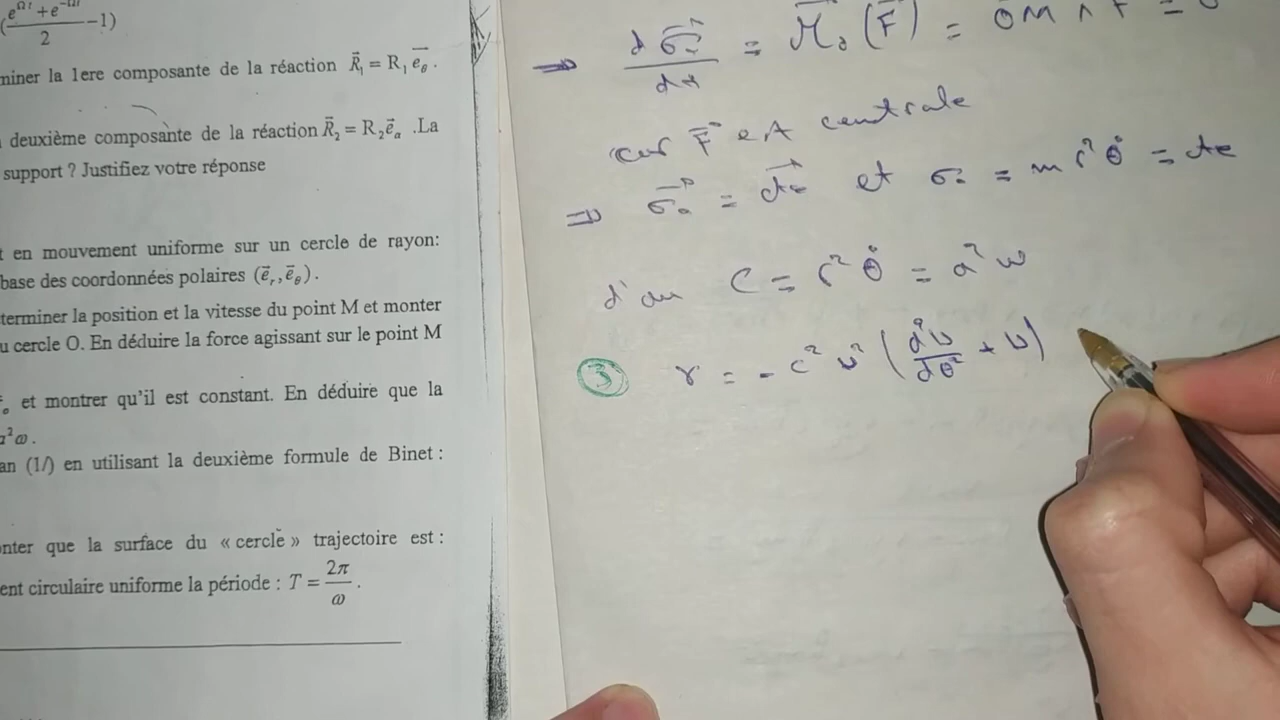 (e^{Ωt}+e^{-Ωt}/2 −1)
miner la 1ere composante de la réaction R⃗₁ = R₁e⃗_θ.
deuxième composante de la réaction R⃗₂ = R₂e⃗_a .La
support ? Justifiez votre réponse
t en mouvement uniforme sur un cercle de rayon:
base des coordonnées polaires (e⃗_r,e⃗_θ).
terminer la position et la vitesse du point M et monter
u cercle O. En déduire la force agissant sur le point M
et montrer qu'il est constant. En déduire que la
a²ω.
an (1/) en utilisant la deuxième formule de Binet :
onter que la surface du « cercle » trajectoire est :
ent circulaire uniforme la période : T = 2π/ω.
⇒ dσ⃗₀/dt = M⃗₀(F⃗) = OM ∧ F = 0
car F⃗ est centrale
⇒ σ⃗₀ = cte⃗ et σ₀ = m r² θ̇ = cte
d'ou C = r² θ̇ = a² ω
③ γ = - c² u² (d²u/dθ² + u)